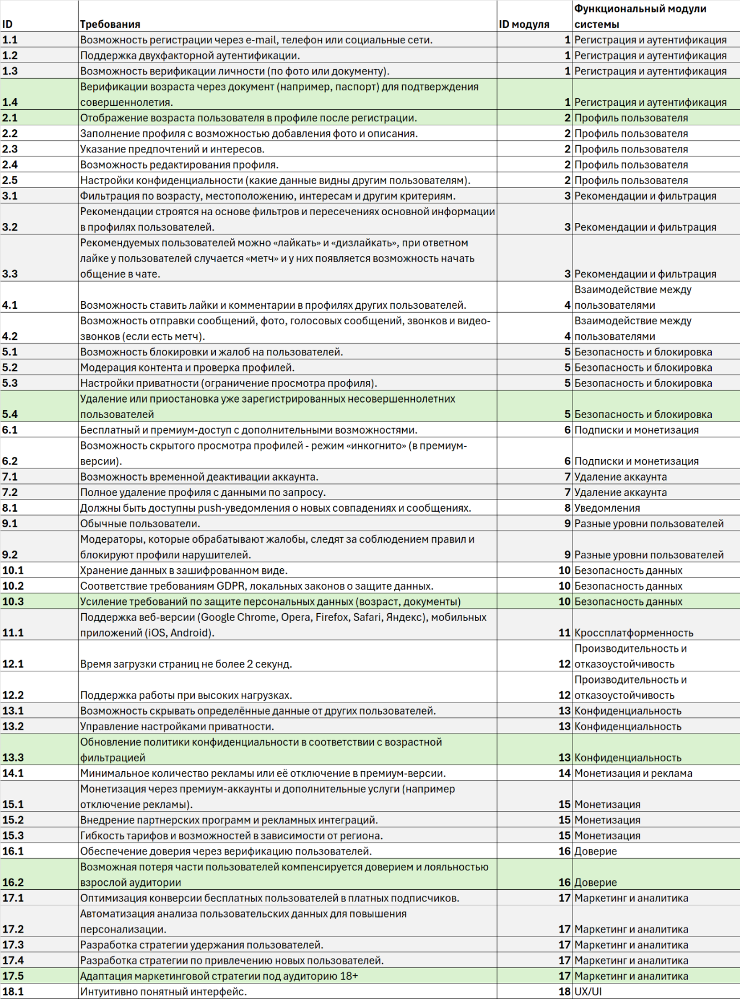 Функциональный модули
ID Требования ID модуля системы
1.1 Возможность регистрации через e-mail, телефон или социальные сети. 1 Регистрация и аутентификация
1.2 Поддержка двухфакторной аутентификации. 1 Регистрация и аутентификация
1.3 Возможность верификации личности (по фото или документу). 1 Регистрация и аутентификация
Верификации возраста через документ (например, паспорт) для подтверждения
1.4 совершеннолетия. 1 Регистрация и аутентификация
2.1 Отображение возраста пользователя в профиле после регистрации. 2 Профиль пользователя
2.2 Заполнение профиля с возможностью добавления фото и описания. 2 Профиль пользователя
2.3 Указание предпочтений и интересов. 2 Профиль пользователя
2.4 Возможность редактирования профиля. 2 Профиль пользователя
2.5 Настройки конфиденциальности (какие данные видны другим пользователям). 2 Профиль пользователя
3.1 Фильтрация по возрасту, местоположению, интересам и другим критериям. 3 Рекомендации и фильтрация
Рекомендации строятся на основе фильтров и пересечениях основной информации
3.2 в профилях пользователей. 3 Рекомендации и фильтрация
Рекомендуемых пользователей можно «лайкать» и «дизлайкать», при ответном
лайке у пользователей случается «метч» и у них появляется возможность начать
3.3 общение в чате. 3 Рекомендации и фильтрация
Взаимодействие между
4.1 Возможность ставить лайки и комментарии в профилях других пользователей. 4 пользователями
Возможность отправки сообщений, фото, голосовых сообщений, звонков и видео- Взаимодействие между
4.2 звонков (если есть метч). 4 пользователями
5.1 Возможность блокировки и жалоб на пользователей. 5 Безопасность и блокировка
5.2 Модерация контента и проверка профилей. 5 Безопасность и блокировка
5.3 Настройки приватности (ограничение просмотра профиля). 5 Безопасность и блокировка
Удаление или приостановка уже зарегистрированных несовершеннолетних
5.4 пользователей 5 Безопасность и блокировка
6.1 Бесплатный и премиум-доступ с дополнительными возможностями. 6 Подписки и монетизация
Возможность скрытого просмотра профилей - режим «инкогнито» (в премиум-
6.2 версии). 6 Подписки и монетизация
7.1 Возможность временной деактивации аккаунта. 7 Удаление аккаунта
7.2 Полное удаление профиля с данными по запросу. 7 Удаление аккаунта
8.1 Должны быть доступны push-уведомления о новых совпадениях и сообщениях. 8 Уведомления
9.1 Обычные пользователи. 9 Разные уровни пользователей
Модераторы, которые обрабатывают жалобы, следят за соблюдением правил и
9.2 блокируют профили нарушителей. 9 Разные уровни пользователей
10.1 Хранение данных в зашифрованном виде. 10 Безопасность данных
10.2 Соответствие требованиям GDPR, локальных законов о защите данных. 10 Безопасность данных
10.3 Усиление требований по защите персональных данных (возраст, документы) 10 Безопасность данных
Поддержка веб-версии (Google Chrome, Opera, Firefox, Safari, Яндекс), мобильных
11.1 приложений (iOS, Android). 11 Кроссплатформенность
Производительность и
12.1 Время загрузки страниц не более 2 секунд. 12 отказоустойчивость
Производительность и
12.2 Поддержка работы при высоких нагрузках. 12 отказоустойчивость
13.1 Возможность скрывать определённые данные от других пользователей. 13 Конфиденциальность
13.2 Управление настройками приватности. 13 Конфиденциальность
Обновление политики конфиденциальности в соответствии с возрастной
13.3 фильтрацией 13 Конфиденциальность
14.1 Минимальное количество рекламы или её отключение в премиум-версии. 14 Монетизация и реклама
Монетизация через премиум-аккаунты и дополнительные услуги (например
15.1 отключение рекламы). 15 Монетизация
15.2 Внедрение партнерских программ и рекламных интеграций. 15 Монетизация
15.3 Гибкость тарифов и возможностей в зависимости от региона. 15 Монетизация
16.1 Обеспечение доверия через верификацию пользователей. 16 Доверие
Возможная потеря части пользователей компенсируется доверием и лояльностью
16.2 взрослой аудитории 16 Доверие
17.1 Оптимизация конверсии бесплатных пользователей в платных подписчиков. 17 Маркетинг и аналитика
Автоматизация анализа пользовательских данных для повышения
17.2 персонализации. 17 Маркетинг и аналитика
17.3 Разработка стратегии удержания пользователей. 17 Маркетинг и аналитика
17.4 Разработка стратегии по привлечению новых пользователей. 17 Маркетинг и аналитика
17.5 Адаптация маркетинговой стратегии под аудиторию 18+ 17 Маркетинг и аналитика
18.1 Интуитивно понятный интерфейс. 18 UX/UI